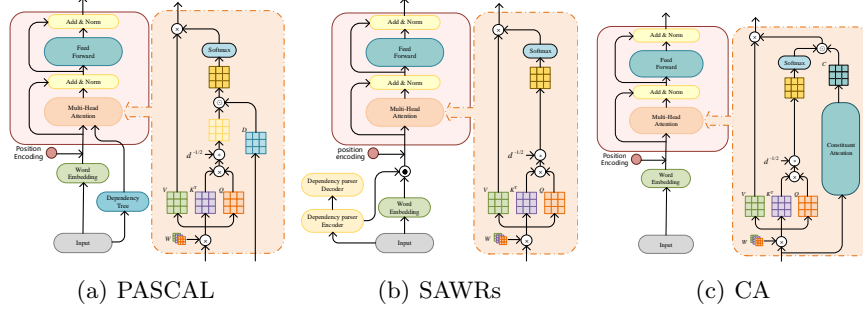 Add & Norm
Feed
Forward
Add & Norm
Multi-Head
Attention
Position
Encoding
Word
Embedding
Dependency
Tree
Input
Softmax
D
d^{-1/2}
V
K^T
Q
W
(a) PASCAL
Add & Norm
Feed
Forward
Add & Norm
Multi-Head
Attention
position
encoding
Dependency parser
Decoder
Dependency parser
Encoder
Word
Embedding
Input
Softmax
d^{-1/2}
V
K^T
Q
W
(b) SAWRs
Add & Norm
Feed
Forward
Add & Norm
Multi-Head
Attention
Position
Encoding
Word
Embedding
Input
Softmax
C
Constituent
Attention
d^{-1/2}
V
K^T
Q
W
(c) CA